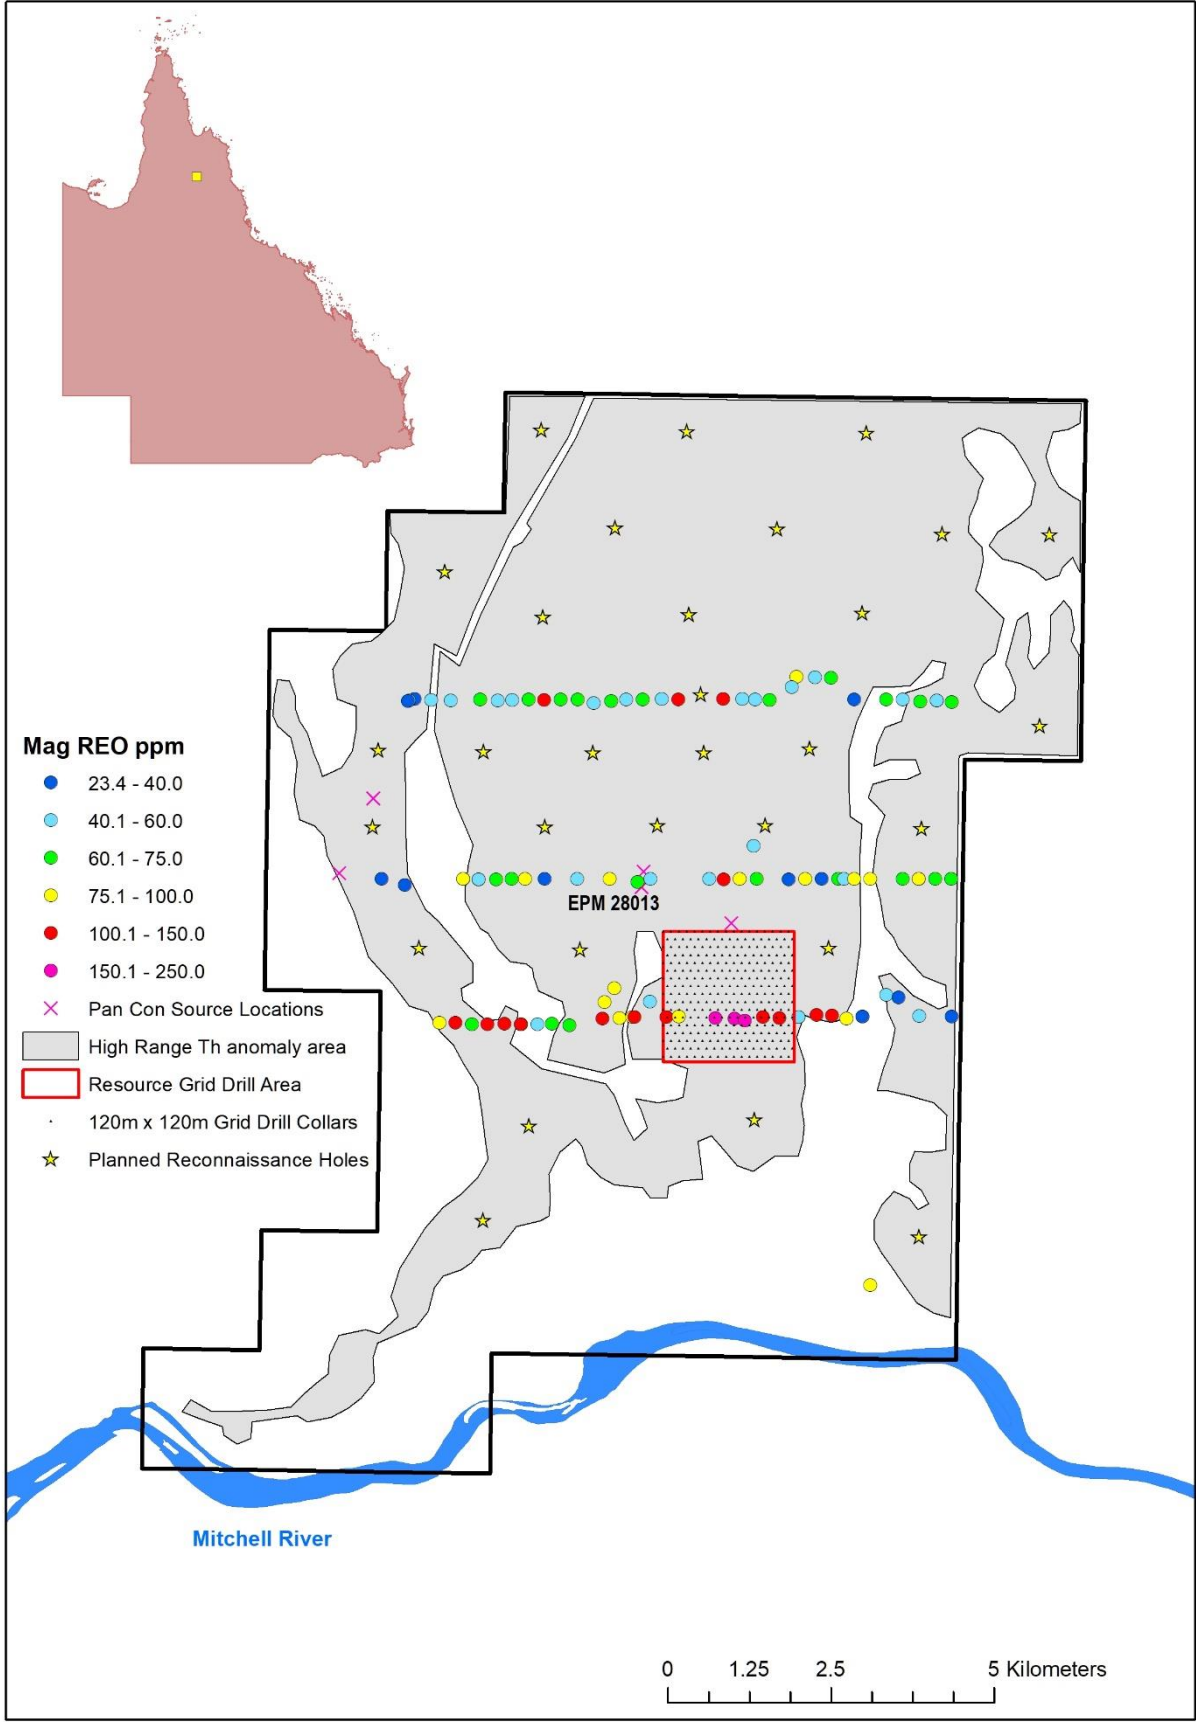 Mag REO ppm
23.4 - 40.0
40.1 - 60.0
60.1 - 75.0
75.1 - 100.0
100.1 - 150.0
150.1 - 250.0
Pan Con Source Locations
High Range Th anomaly area
Resource Grid Drill Area
120m x 120m Grid Drill Collars
Planned Reconnaissance Holes
EPM 28013
Mitchell River
0 1.25 2.5 5 Kilometers